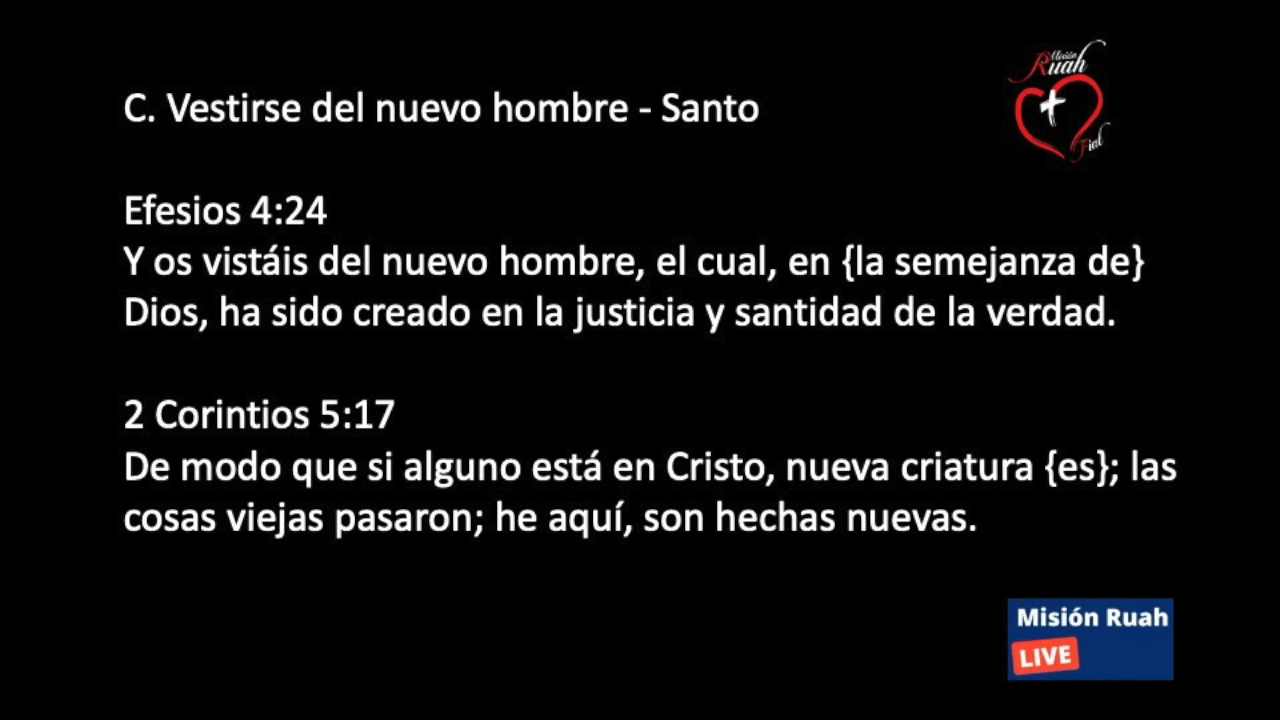 Misión
Ruah
Fial
C. Vestirse del nuevo hombre - Santo
Efesios 4:24
Y os vistáis del nuevo hombre, el cual, en {la semejanza de}
Dios, ha sido creado en la justicia y santidad de la verdad.
2 Corintios 5:17
De modo que si alguno está en Cristo, nueva criatura {es}; las
cosas viejas pasaron; he aquí, son hechas nuevas.
Misión Ruah
LIVE